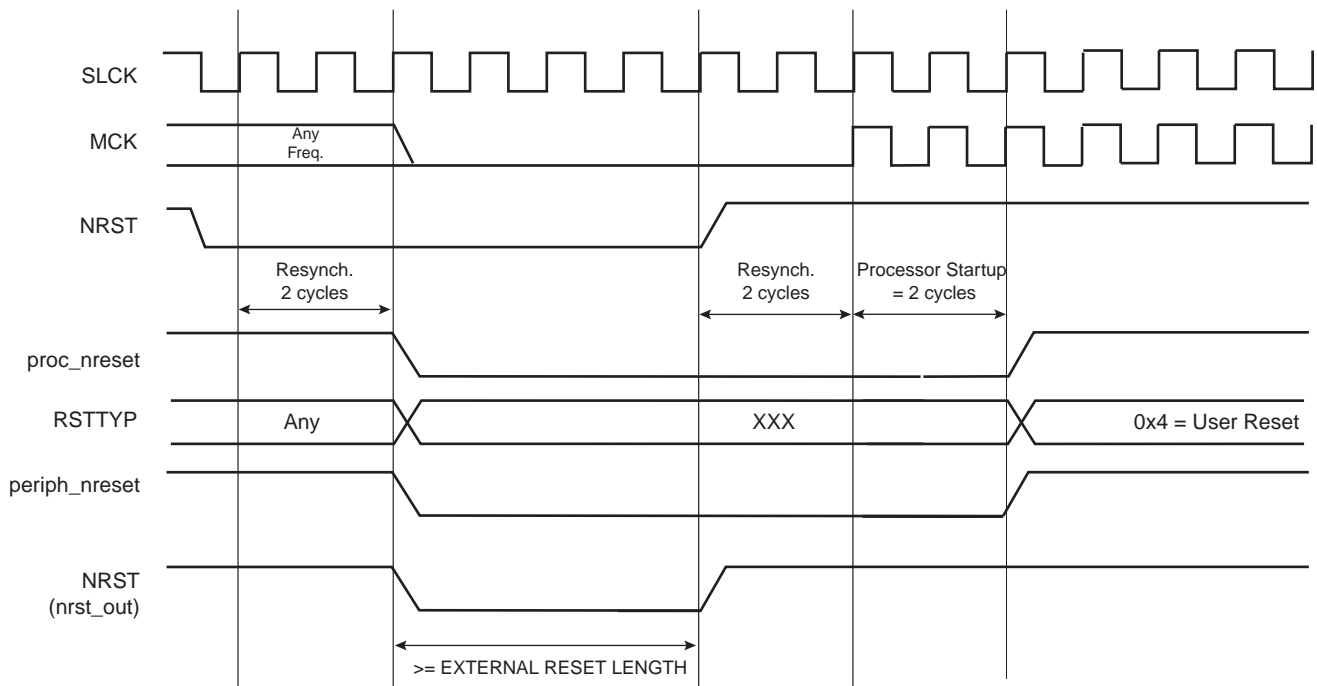 SLCK
MCK
Any
Freq.
NRST
Resynch.
2 cycles
Resynch.
2 cycles
Processor Startup
= 2 cycles
proc_nreset
RSTTYP
Any
XXX
0x4 = User Reset
periph_nreset
NRST
(nrst_out)
>= EXTERNAL RESET LENGTH